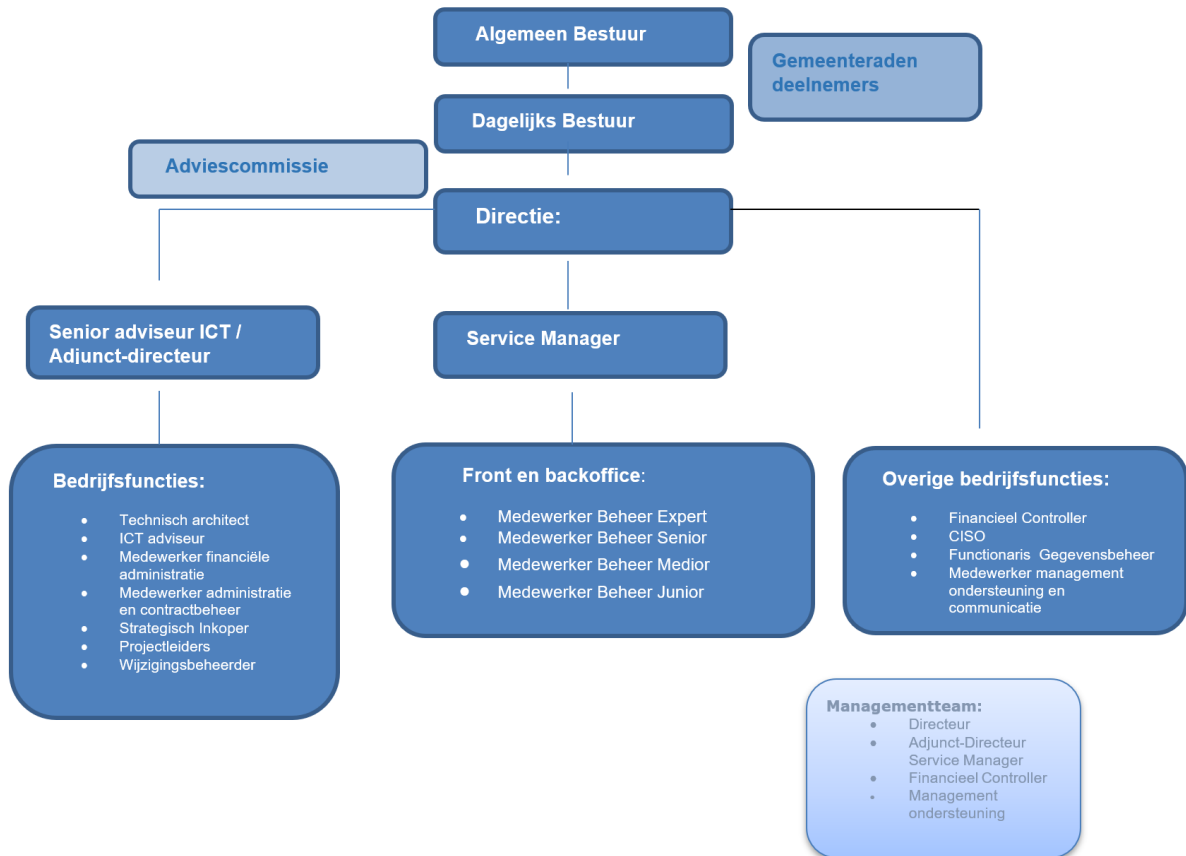 Algemeen Bestuur
Gemeenteraden
deelnemers
Dagelijks Bestuur
Adviescommissie
Directie:
Senior adviseur ICT /
Adjunct-directeur
Service Manager
Bedrijfsfuncties:
• Technisch architect
• ICT adviseur
• Medewerker financiële
administratie
• Medewerker administratie
en contractbeheer
• Strategisch Inkoper
• Projectleiders
• Wijzigingsbeheerder
Front en backoffice:
• Medewerker Beheer Expert
• Medewerker Beheer Senior
• Medewerker Beheer Medior
• Medewerker Beheer Junior
Overige bedrijfsfuncties:
• Financieel Controller
• CISO
• Functionaris Gegevensbeheer
• Medewerker management
ondersteuning en
communicatie
Managementteam:
• Directeur
• Adjunct-Directeur
Service Manager
• Financieel Controller
• Management
ondersteuning